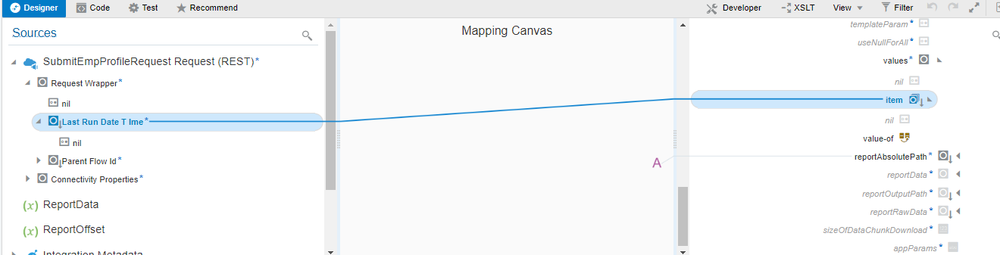 Designer Code Test Recommend Developer XSLT View Filter
Sources
SubmitEmpProfileRequest Request (REST)*
Request Wrapper*
nil
Last Run Date T Ime*
nil
Parent Flow Id*
Connectivity Properties*
(x) ReportData
(x) ReportOffset
Integration Metadata
Mapping Canvas
A
templateParam*
useNullForAll*
values*
nil
item
nil
value-of
reportAbsolutePath*
reportData*
reportOutputPath*
reportRawData*
sizeOfDataChunkDownload*
appParams*